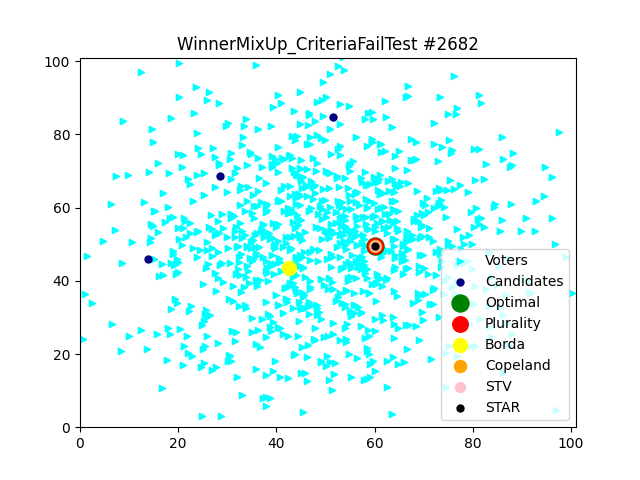 WinnerMixUp_CriteriaFailTest #2682
100
80
60
40
20
0
0 20 40 60 80 100
Voters
Candidates
Optimal
Plurality
Borda
Copeland
STV
STAR